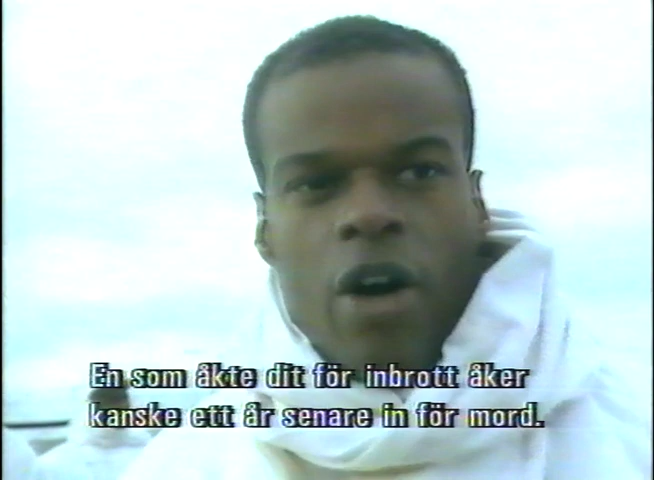 En som åkte dit för inbrott åker
kanske ett år senare in för mord.